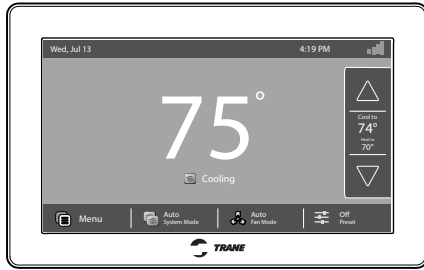 Wed, Jul 13
4:19 PM
75°
Cool to
74°
Heat to
70°
Cooling
Menu
Auto
System Mode
Auto
Fan Mode
Off
Preset
TRANE